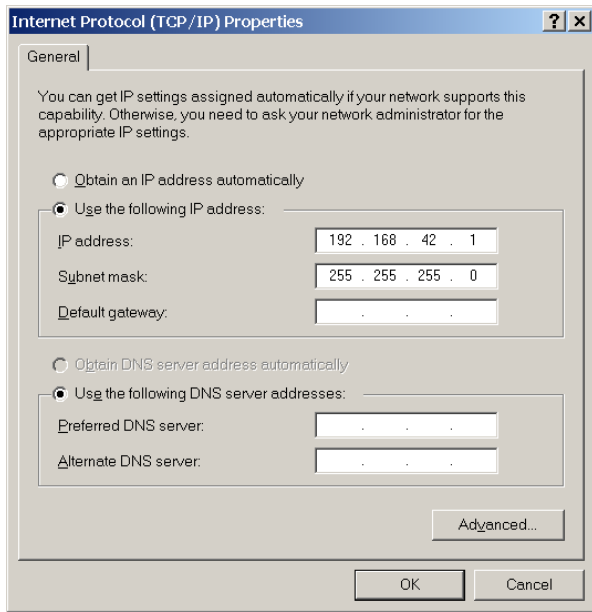 Internet Protocol (TCP/IP) Properties
General
You can get IP settings assigned automatically if your network supports this
capability. Otherwise, you need to ask your network administrator for the
appropriate IP settings.
Obtain an IP address automatically
Use the following IP address:
IP address: 192 . 168 . 42 . 1
Subnet mask: 255 . 255 . 255 . 0
Default gateway: . . .
Obtain DNS server address automatically
Use the following DNS server addresses:
Preferred DNS server: . . .
Alternate DNS server: . . .
Advanced...
OK Cancel